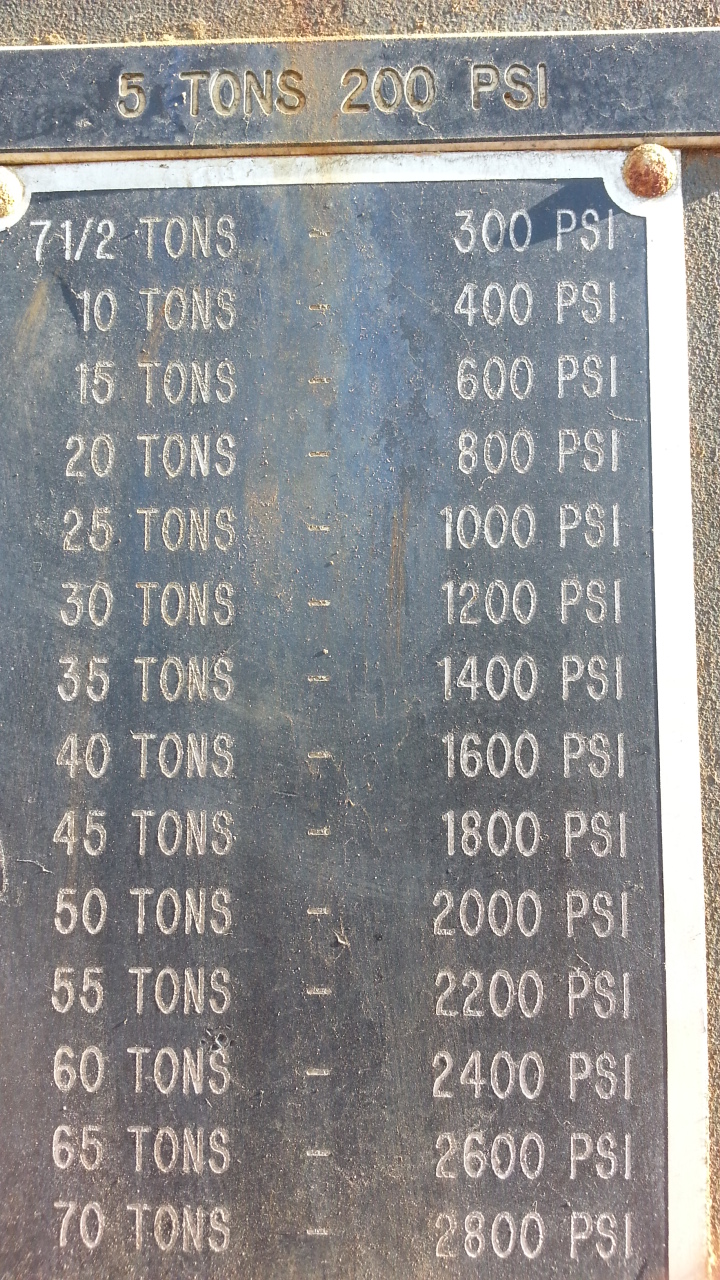 5 TONS 200 PSI
7 1/2 TONS - 300 PSI
10 TONS - 400 PSI
15 TONS - 600 PSI
20 TONS - 800 PSI
25 TONS - 1000 PSI
30 TONS - 1200 PSI
35 TONS - 1400 PSI
40 TONS - 1600 PSI
45 TONS - 1800 PSI
50 TONS - 2000 PSI
55 TONS - 2200 PSI
60 TONS - 2400 PSI
65 TONS - 2600 PSI
70 TONS - 2800 PSI